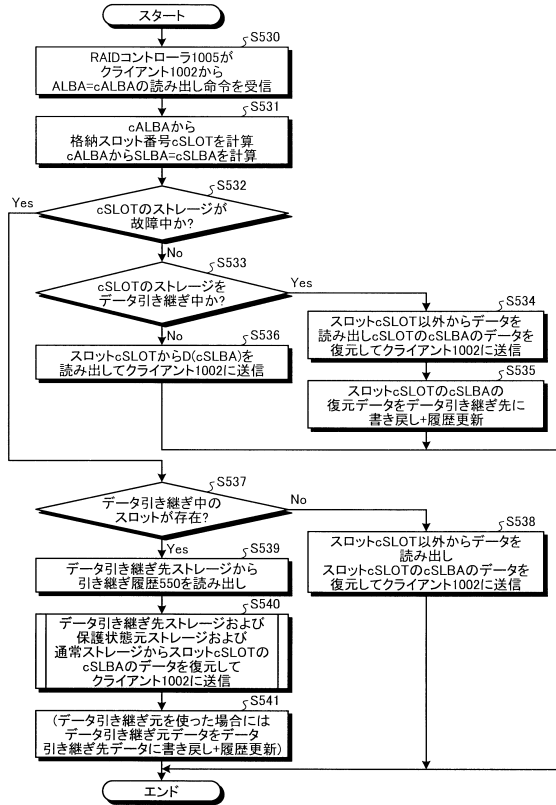 スタート
S530
RAIDコントローラ1005が
クライアント1002から
ALBA=cALBAの読み出し命令を受信
S531
cALBAから
格納スロット番号cSLOTを計算
cALBAからSLBA=cSLBAを計算
S532
Yes
cSLOTのストレージが
故障中か?
No
S533
cSLOTのストレージを
データ引き継ぎ中か?
Yes
No
S534
スロットcSLOT以外からデータを
読み出しcSLOTのcSLBAのデータを
復元してクライアント1002に送信
S536
スロットcSLOTからD(cSLBA)を
読み出してクライアント1002に送信
S535
スロットcSLOTのcSLBAの
復元データをデータ引き継ぎ先に
書き戻し+履歴更新
S537
データ引き継ぎ中の
スロットが存在?
No
Yes
S538
スロットcSLOT以外からデータを
読み出し
スロットcSLOTのcSLBAのデータを
復元してクライアント1002に送信
S539
データ引き継ぎ先ストレージから
引き継ぎ履歴550を読み出し
S540
データ引き継ぎ先ストレージおよび
保護状態元ストレージおよび
通常ストレージからスロットcSLOTの
cSLBAのデータを復元して
クライアント1002に送信
S541
(データ引き継ぎ元を使った場合には
データ引き継ぎ元データをデータ
引き継ぎ先データに書き戻し+履歴更新)
エンド